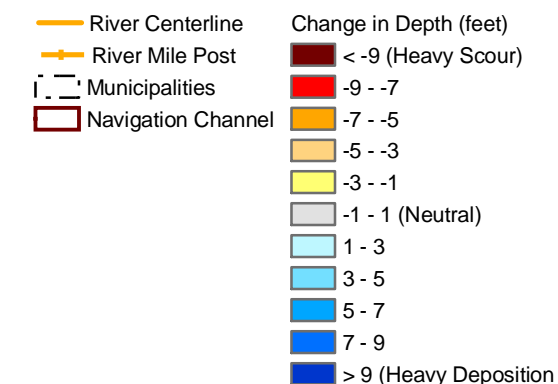 River Centerline
River Mile Post
Municipalities
Navigation Channel
Change in Depth (feet)
< -9 (Heavy Scour)
-9 - -7
-7 - -5
-5 - -3
-3 - -1
-1 - 1 (Neutral)
1 - 3
3 - 5
5 - 7
7 - 9
> 9 (Heavy Deposition